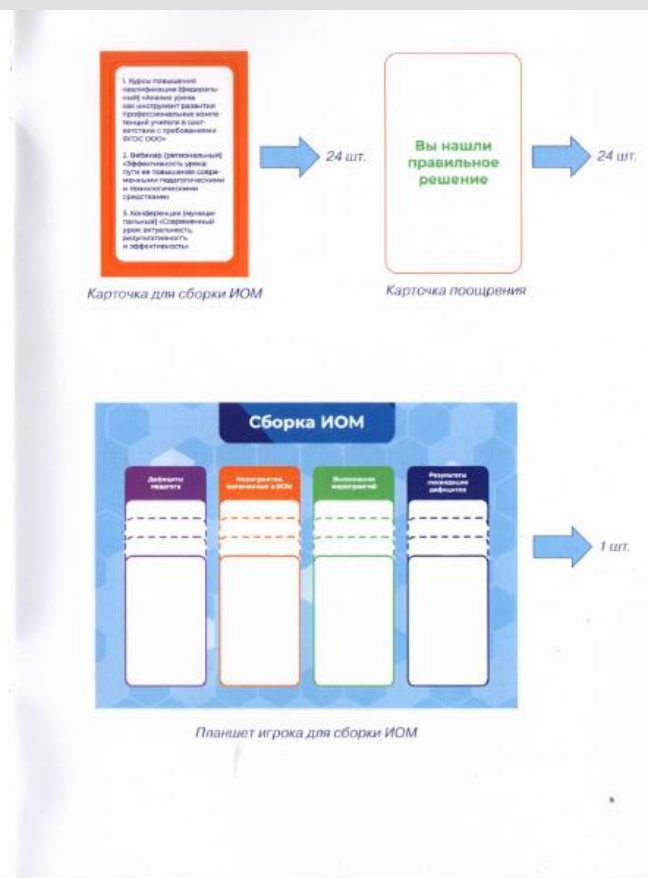 1. Курсы повышения
квалификации (федераль-
ный) «Анализ урока
как инструмент развития
профессиональных компе-
тенций учителя в соот-
ветствии с требованиями
ФГОС ООО»
2. Вебинар (региональный)
«Эффективность урока:
пути ее повышения совре-
менными педагогическими
и технологическими
средствами»
3. Конференция (муници-
пальный) «Современный
урок: актуальность,
результативность
и эффективность»
24 шт.
Карточка для сборки ИОМ
Вы нашли
правильное
решение
24 шт.
Карточка поощрения
Сборка ИОМ
Дефициты
педагога
Мероприятия,
включенные в ИОМ
Выполнение
мероприятий
Результаты
ликвидации
дефицитов
1 шт.
Планшет игрока для сборки ИОМ